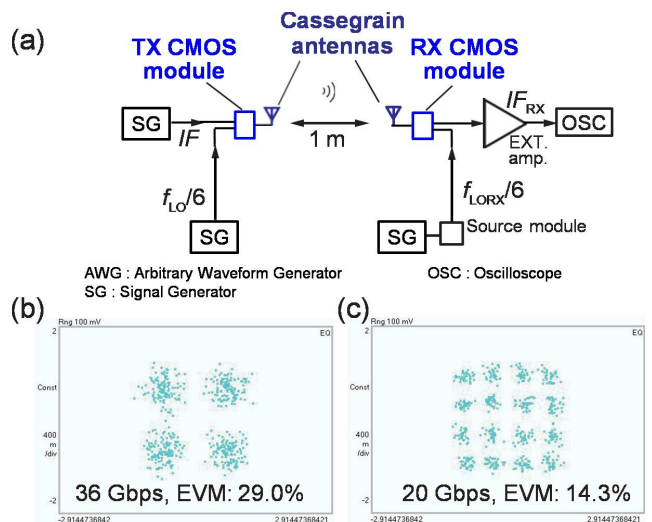 (a)
Cassegrain
antennas
TX CMOS
module
RX CMOS
module
SG
IF
1 m
EXT.
amp.
IFRX
OSC
fLO/6
fLORX/6
SG
SG
Source module
AWG : Arbitrary Waveform Generator
OSC : Oscilloscope
SG : Signal Generator
(b)
Rng 100 mV
2
EQ
Const
400
m
/div
-2
36 Gbps, EVM: 29.0%
-2.9144736842
2.91447368421
(c)
Rng 100 mV
2
EQ
Const
400
m
/div
-2
20 Gbps, EVM: 14.3%
-2.9144736842
2.91447368421